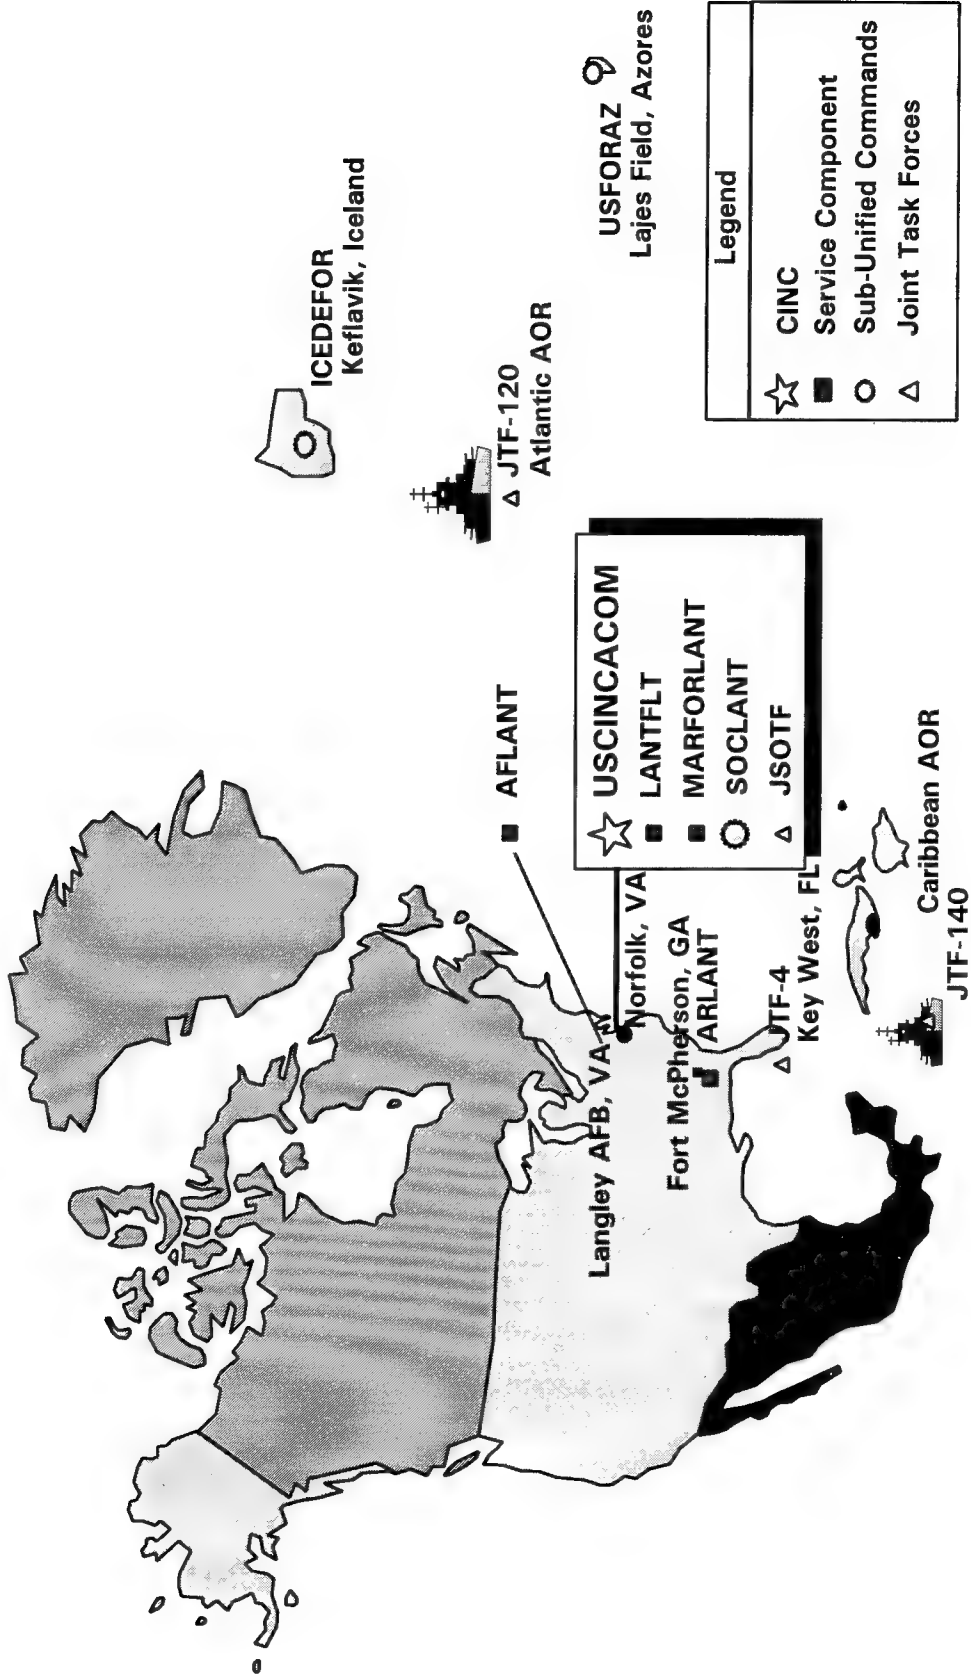 ICEDEFOR
Keflavik, Iceland
JTF-120
Atlantic AOR
USFORAZ
Lajes Field, Azores
AFLANT
Langley AFB, VA
USCINCACOM
LANTFLT
MARFORLANT
SOCLANT
JSOTF
Norfolk, VA
Fort McPherson, GA
ARLANT
JTF-4
Key West, FL
Caribbean AOR
JTF-140
Legend
CINC
Service Component
Sub-Unified Commands
Joint Task Forces